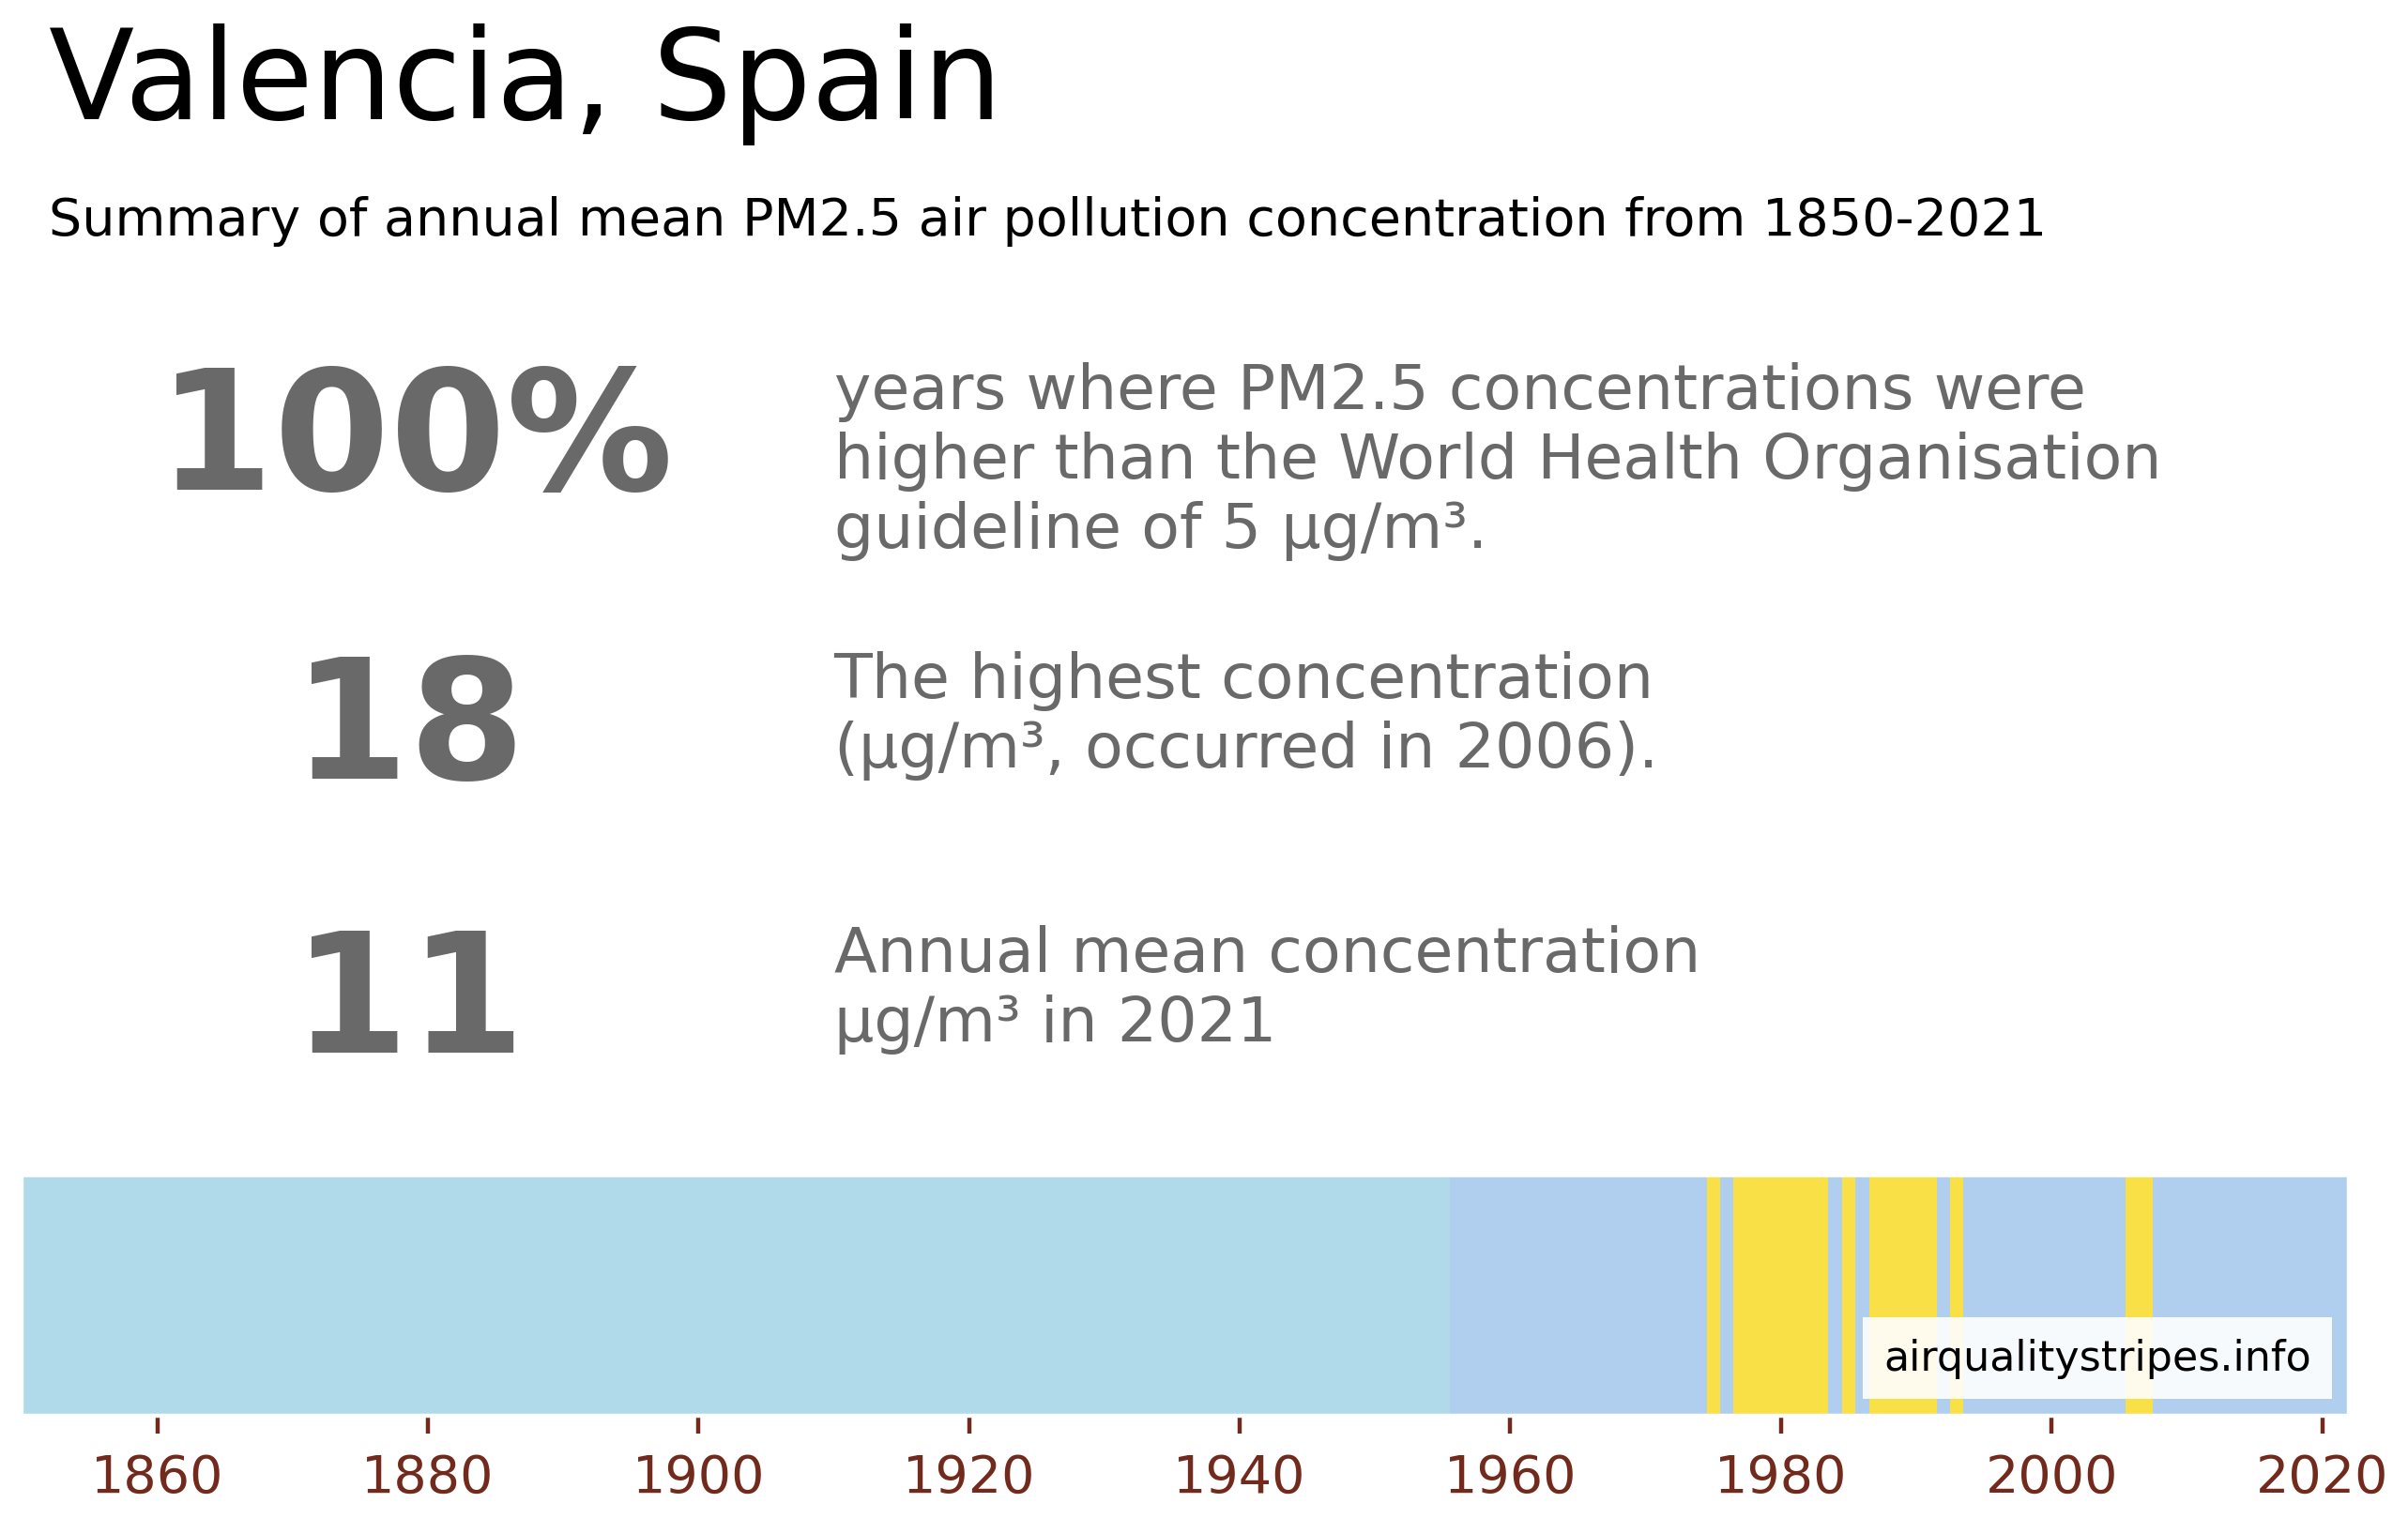 Valencia, Spain
Summary of annual mean PM2.5 air pollution concentration from 1850-2021
100%
years where PM2.5 concentrations were
higher than the World Health Organisation
guideline of 5 µg/m³.
18
The highest concentration
(µg/m³, occurred in 2006).
11
Annual mean concentration
µg/m³ in 2021
airqualitystripes.info
1860 1880 1900 1920 1940 1960 1980 2000 2020